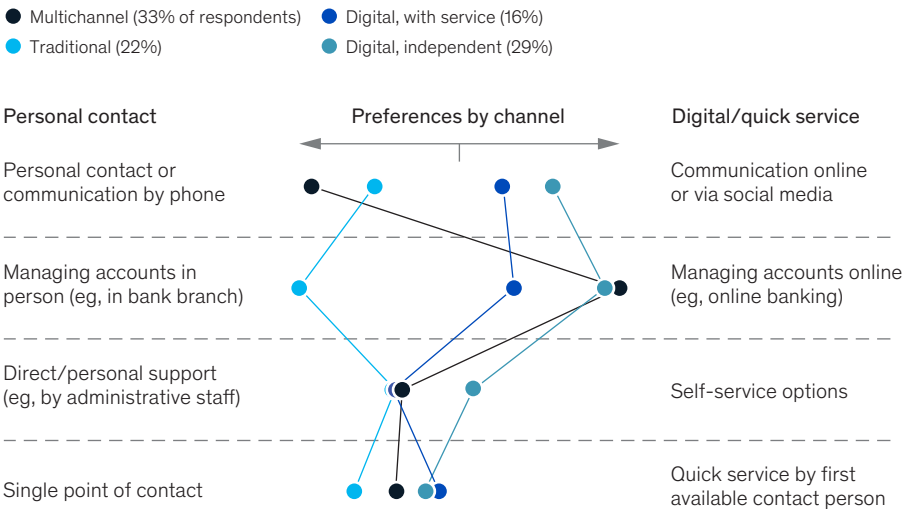 Multichannel (33% of respondents)
Digital, with service (16%)
Traditional (22%)
Digital, independent (29%)
Personal contact
Preferences by channel
Digital/quick service
Personal contact or
communication by phone
Communication online
or via social media
Managing accounts in
person (eg, in bank branch)
Managing accounts online
(eg, online banking)
Direct/personal support
(eg, by administrative staff)
Self-service options
Single point of contact
Quick service by first
available contact person